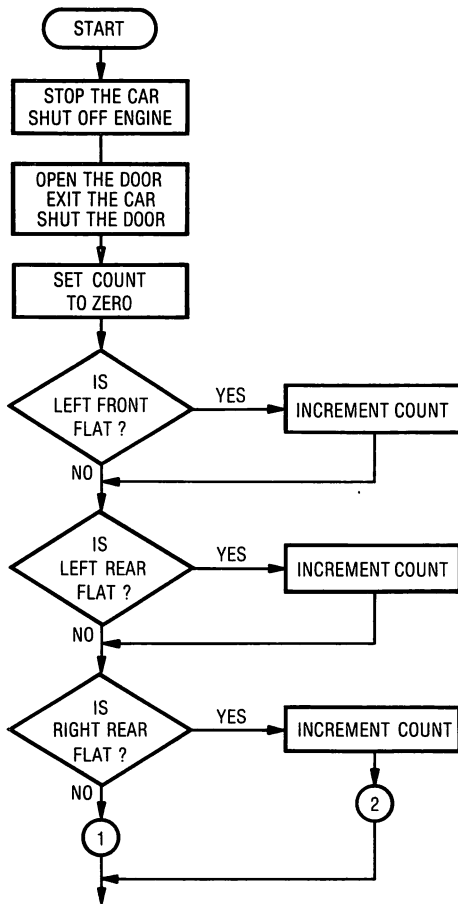 START
STOP THE CAR
SHUT OFF ENGINE
OPEN THE DOOR
EXIT THE CAR
SHUT THE DOOR
SET COUNT
TO ZERO
IS
LEFT FRONT
FLAT ?
YES
INCREMENT COUNT
NO
IS
LEFT REAR
FLAT ?
YES
INCREMENT COUNT
NO
IS
RIGHT REAR
FLAT ?
YES
INCREMENT COUNT
NO
2
1